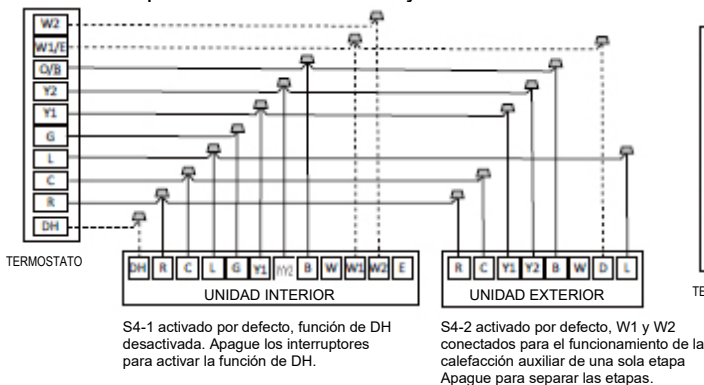 W2
W1/E
O/B
Y2
Y1
G
L
C
R
DH
TERMOSTATO
DH R C L G Y1 B W W1 W2 E
UNIDAD INTERIOR
R C Y1 Y2 B W D L
UNIDAD EXTERIOR
TE
S4-1 activado por defecto, función de DH
desactivada. Apague los interruptores
para activar la función de DH.
S4-2 activado por defecto, W1 y W2
conectados para el funcionamiento de la
calefacción auxiliar de una sola etapa
Apague para separar las etapas.